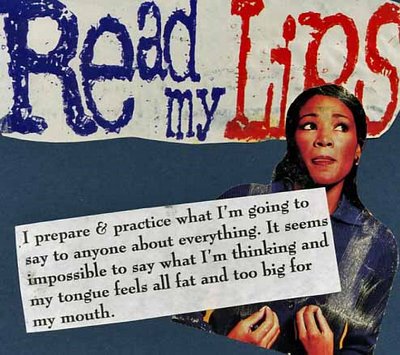 Read my Lips
I prepare & practice what I'm going to
say to anyone about everything. It seems
impossible to say what I'm thinking and
my tongue feels all fat and too big for
my mouth.